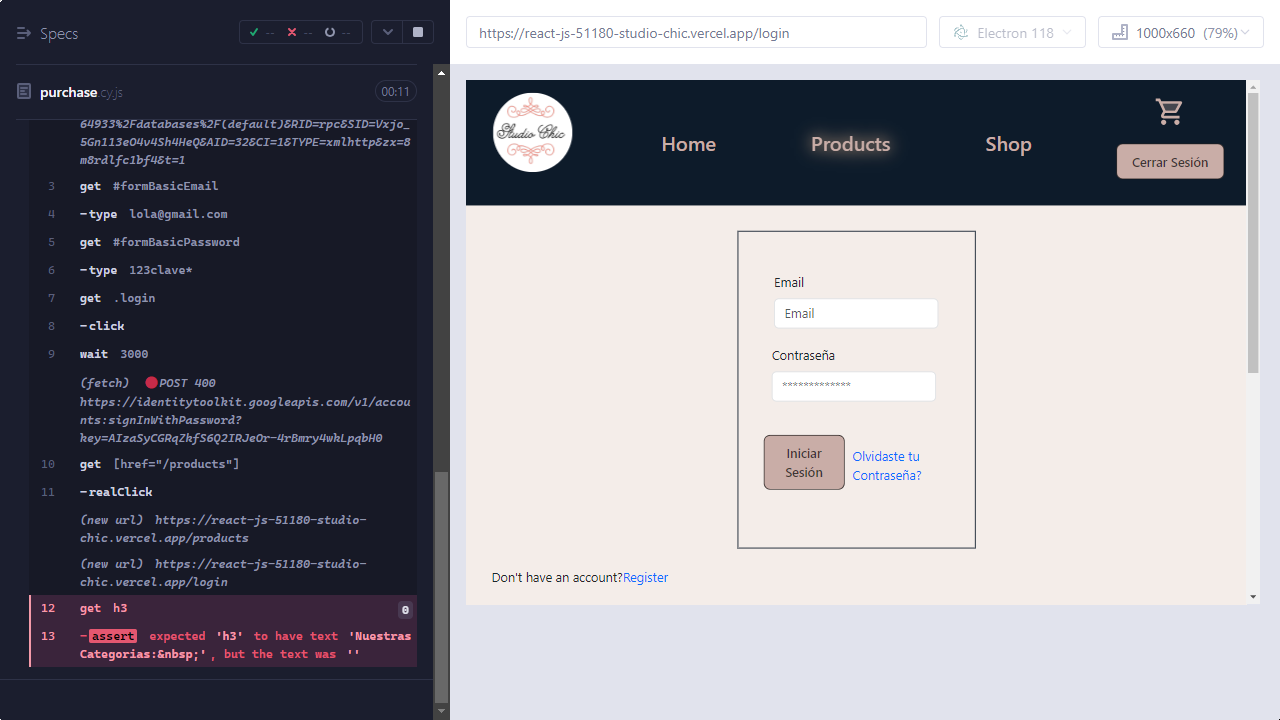 Specs
-- -- --
purchase.cy.js 00:11
64933%2Fdatabases%2F(default)&RID=rpc&SID=Vxjo_
5Gn113eO4v4Sh4HeQ&AID=32&CI=1&TYPE=xmlhttp&zx=8
m8rdlfc1bf4&t=1
3 get #formBasicEmail
4 -type lola@gmail.com
5 get #formBasicPassword
6 -type 123clave*
7 get .login
8 -click
9 wait 3000
(fetch) POST 400
https://identitytoolkit.googleapis.com/v1/accou
nts:signInWithPassword?
key=AIzaSyCGRqZkfS6Q2IRJeOr-4rBmry4wkLpqbH0
10 get [href="/products"]
11 -realClick
(new url) https://react-js-51180-studio-
chic.vercel.app/products
(new url) https://react-js-51180-studio-
chic.vercel.app/login
12 get h3 0
13 -assert expected 'h3' to have text 'Nuestras
Categorias:&nbsp;', but the text was ''
https://react-js-51180-studio-chic.vercel.app/login
Electron 118
1000x660 (79%)
Studio Chic
Home
Products
Shop
Cerrar Sesión
Email
Email
Contraseña
*************
Iniciar
Sesión
Olvidaste tu
Contraseña?
Don't have an account?Register